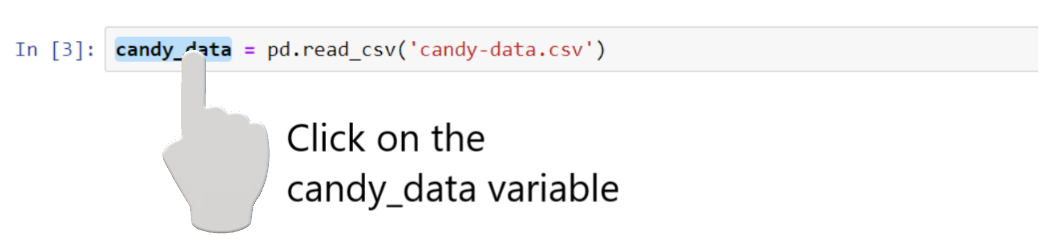 In [3]: candy_data = pd.read_csv('candy-data.csv')
Click on the
candy_data variable